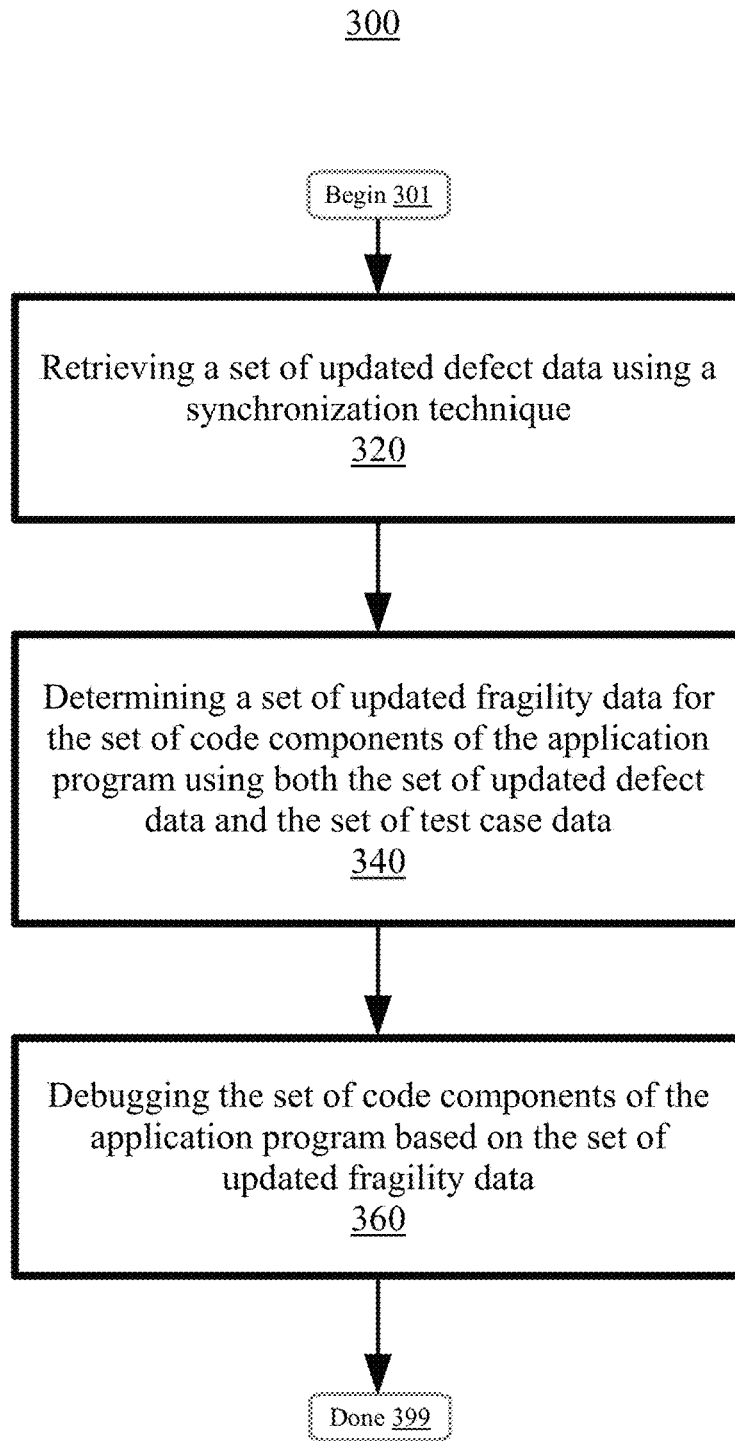 300
Begin 301
Retrieving a set of updated defect data using a
synchronization technique
320
Determining a set of updated fragility data for
the set of code components of the application
program using both the set of updated defect
data and the set of test case data
340
Debugging the set of code components of the
application program based on the set of
updated fragility data
360
Done 399